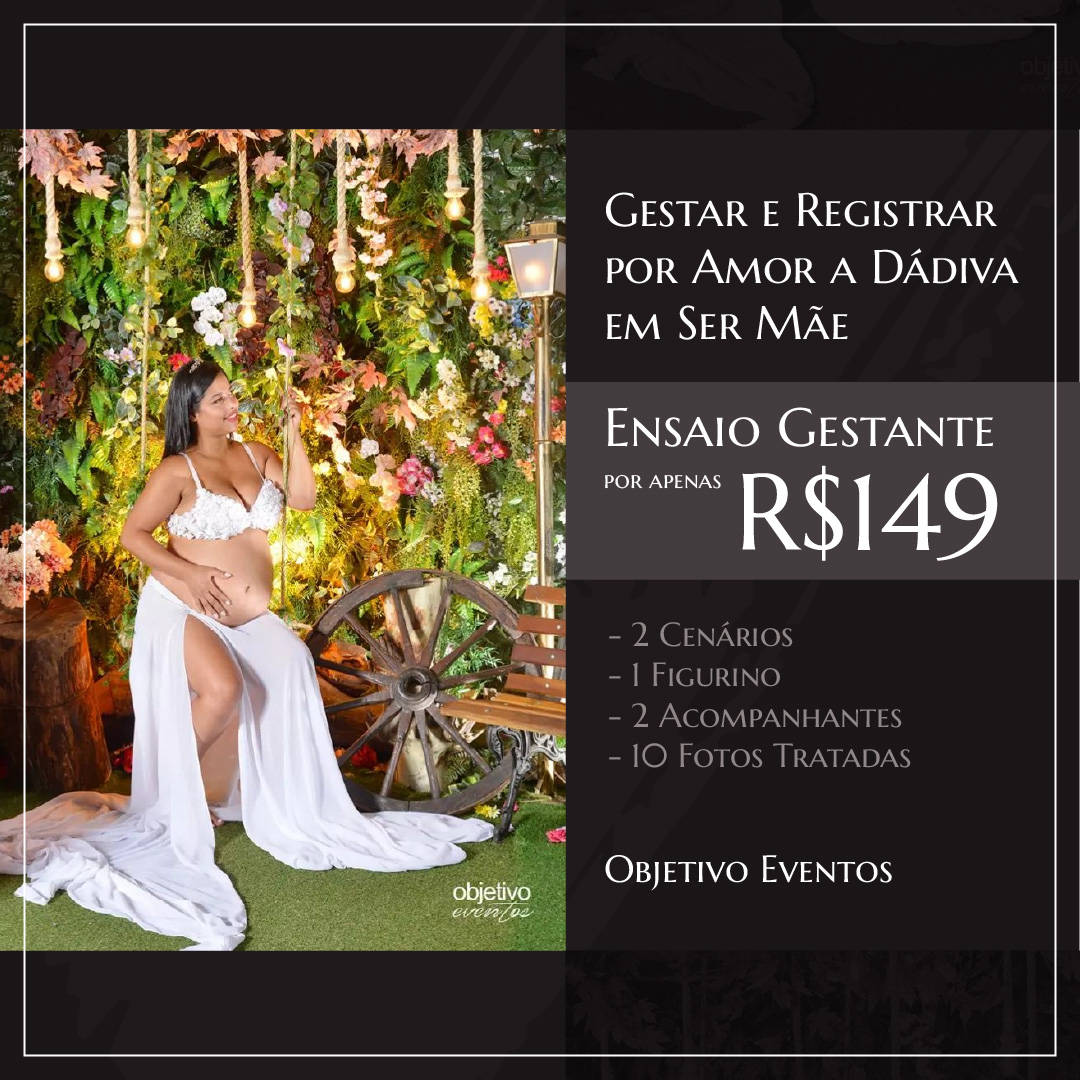 Gestar e Registrar
por Amor a Dádiva
em Ser Mãe
Ensaio Gestante
por apenas R$149
- 2 Cenários
- 1 Figurino
- 2 Acompanhantes
- 10 Fotos Tratadas
Objetivo Eventos
objetivo
eventos